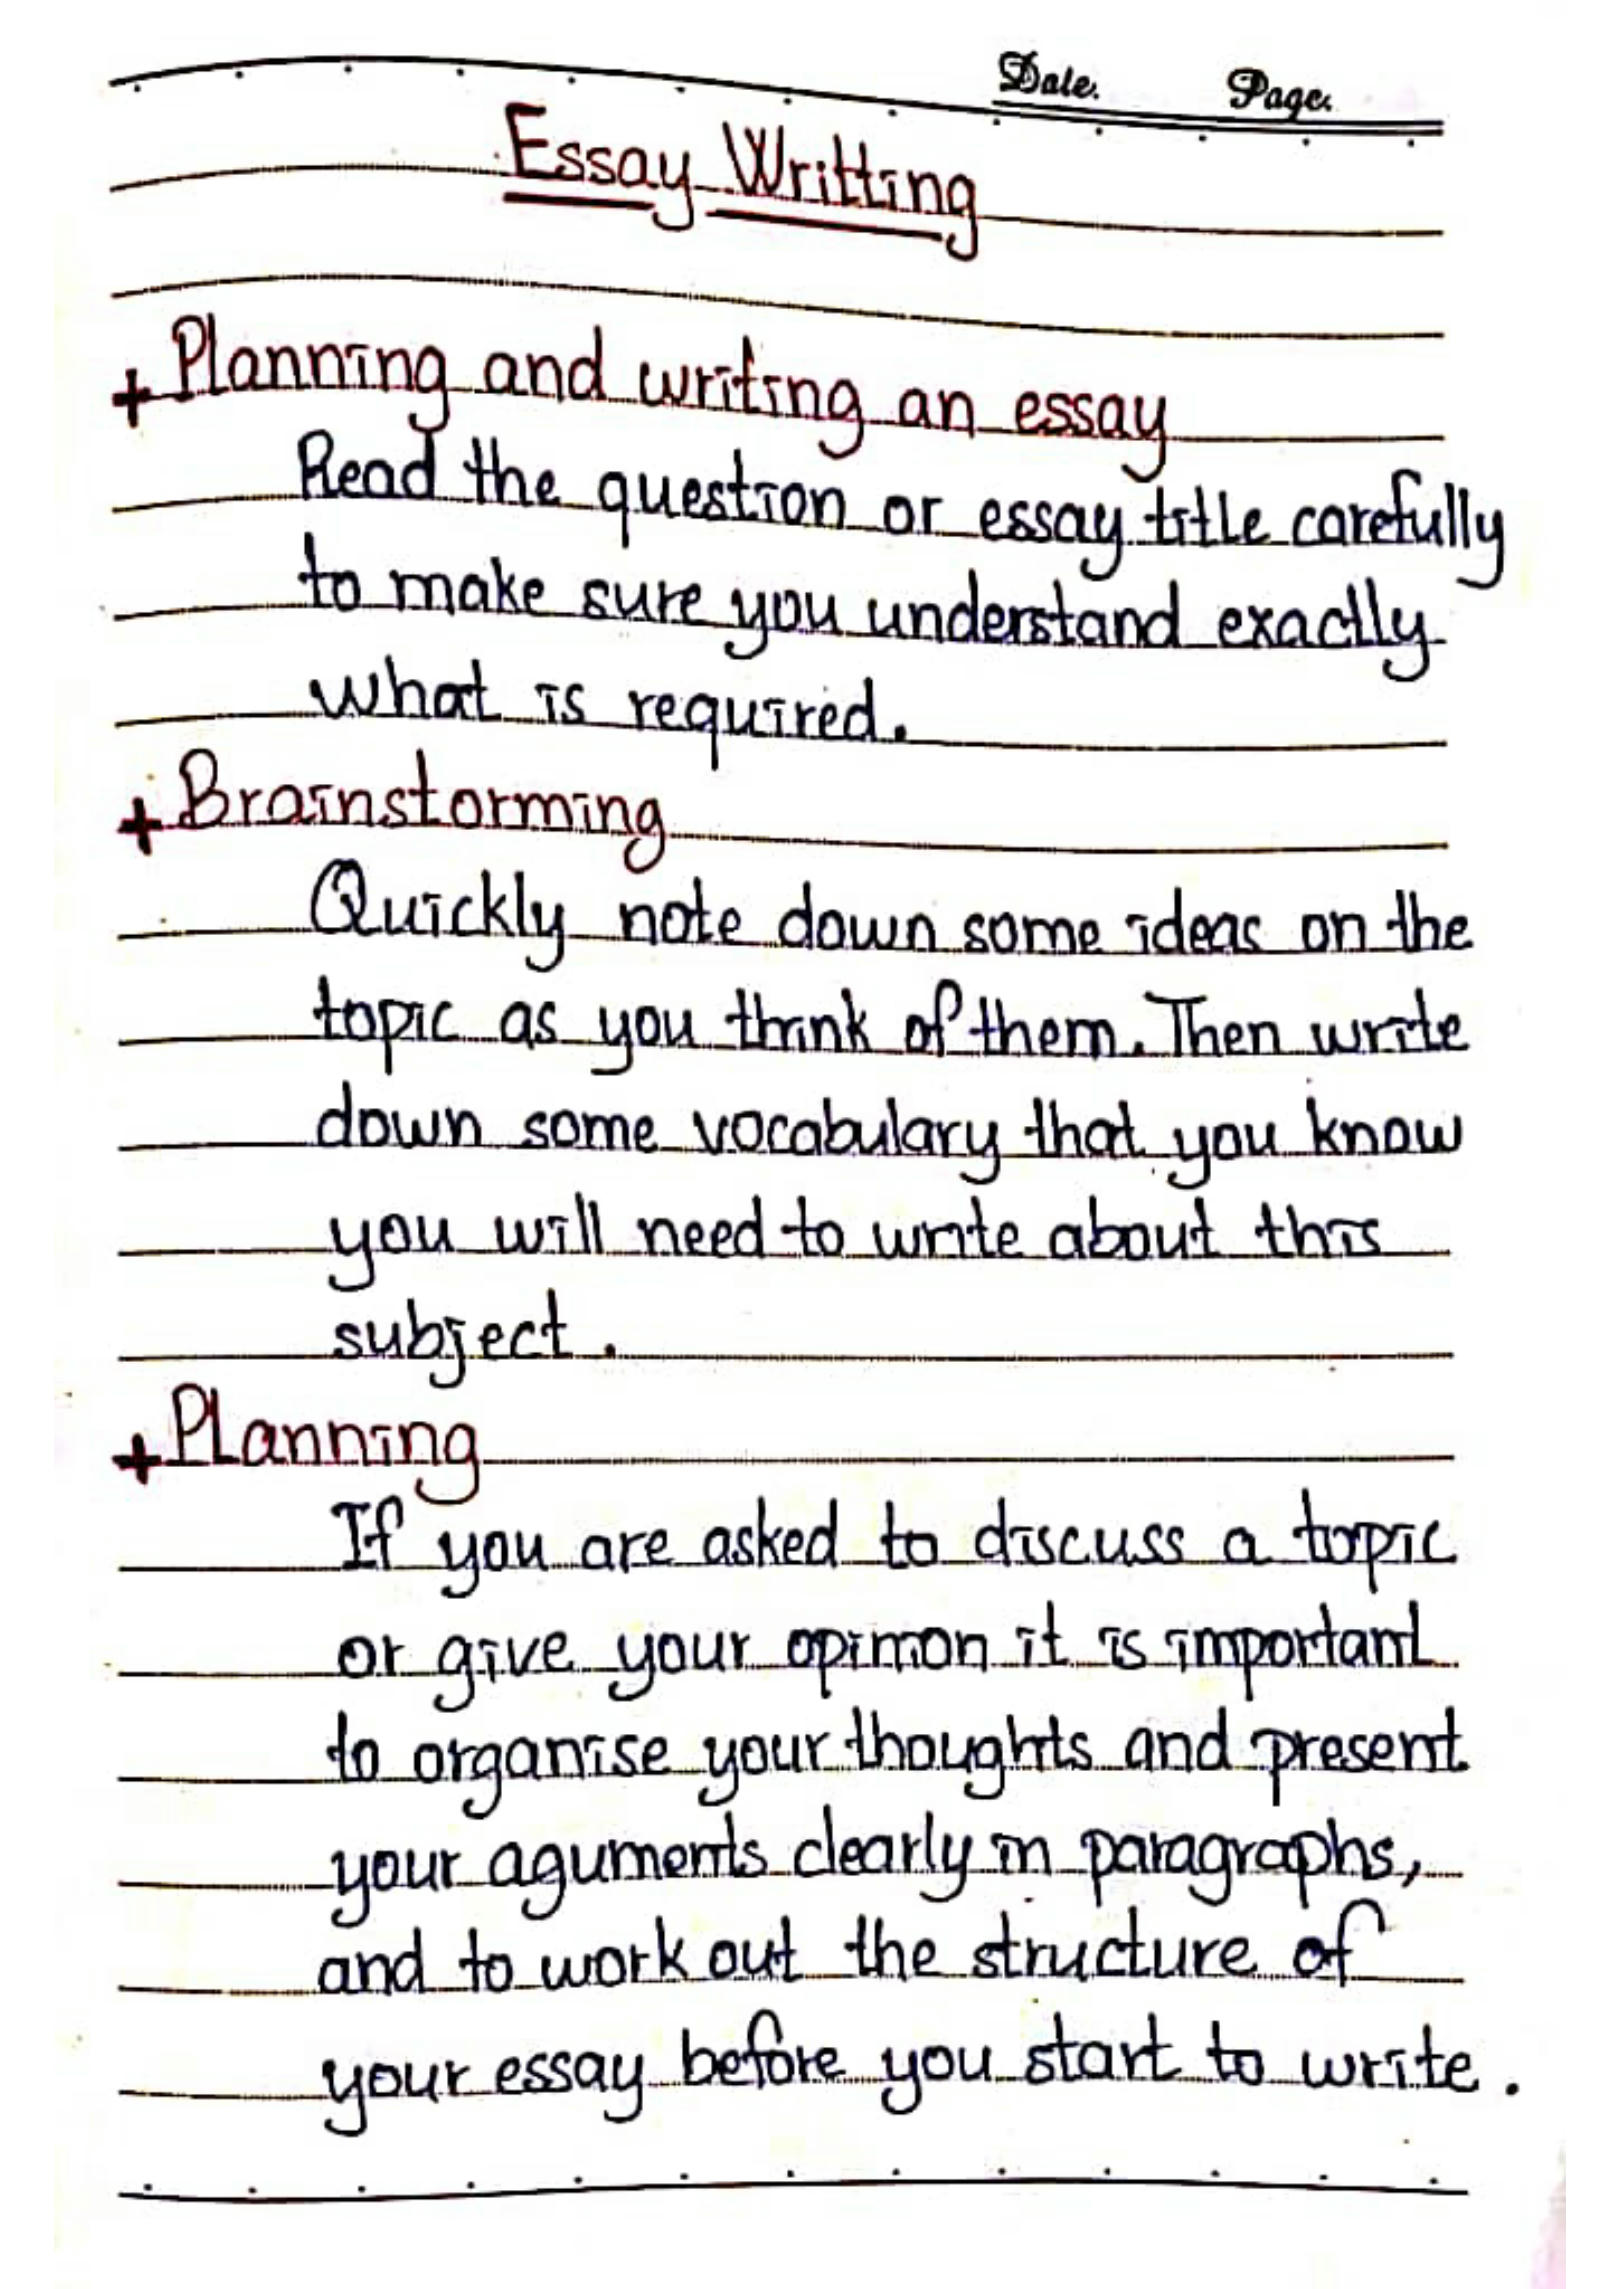 Date. Page.
Essay Writting
+ Planning and writing an essay
Read the question or essay title carefully
to make sure you understand exactly
what is required.
+ Brainstorming
Quickly note down some ideas on the
topic as you think of them. Then write
down some vocabulary that you know
you will need to write about this
subject.
+ Planning
If you are asked to discuss a topic
or give your opinion it is important
to organise your thoughts and present
your aguments clearly in paragraphs,
and to work out the structure of
your essay before you start to write.